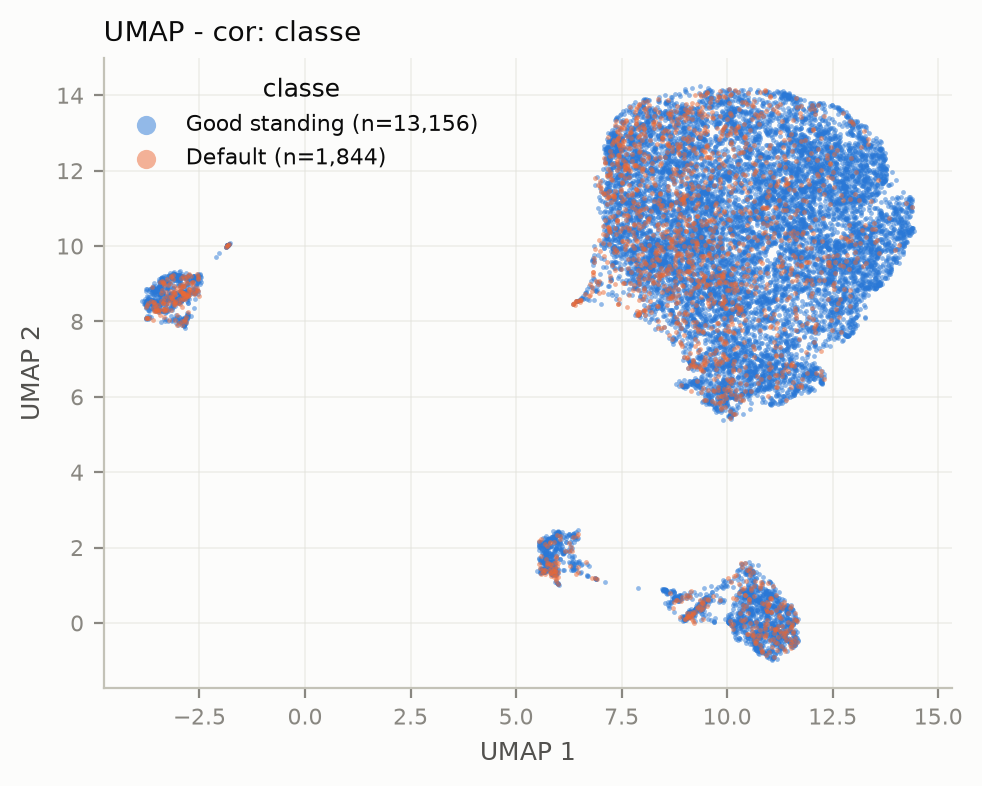 UMAP - cor: classe
classe
Good standing (n=13,156)
Default (n=1,844)
14
12
10
8
6
4
2
0
UMAP 2
−2.5 0.0 2.5 5.0 7.5 10.0 12.5 15.0
UMAP 1